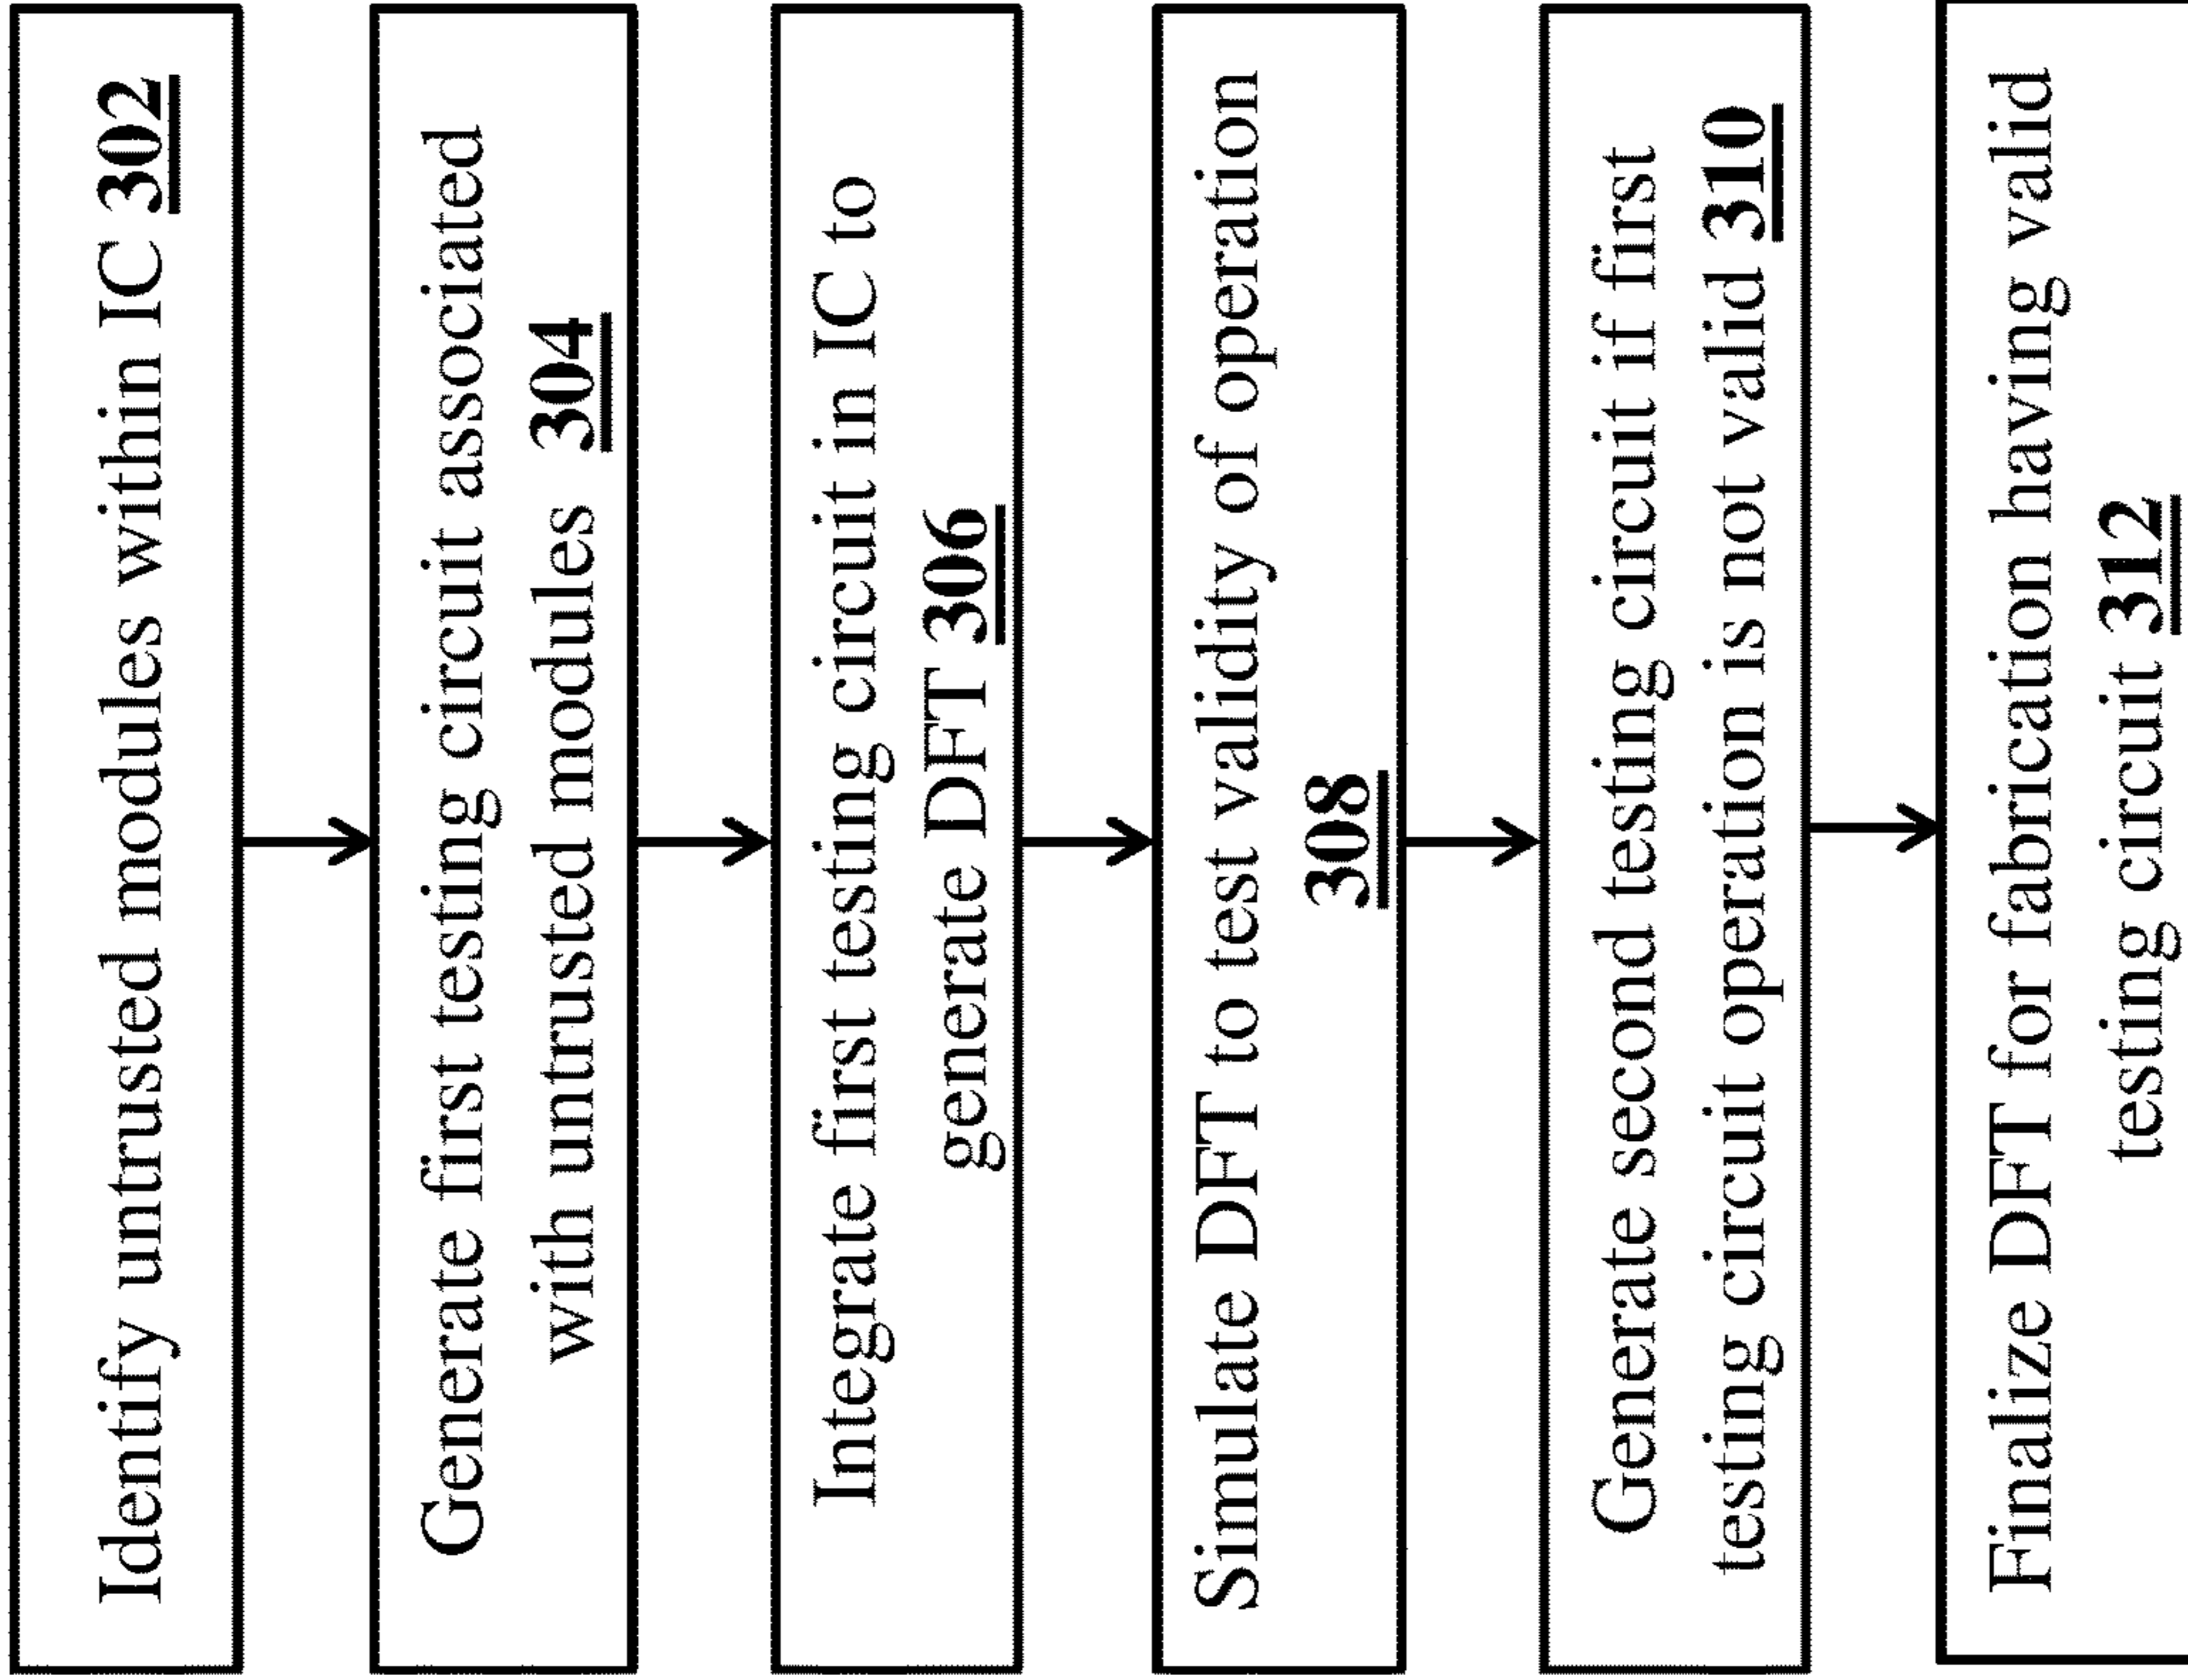 Identify untrusted modules within IC 302
Generate first testing circuit associated
with untrusted modules 304
Integrate first testing circuit in IC to
generate DFT 306
Simulate DFT to test validity of operation
308
Generate second testing circuit if first
testing circuit operation is not valid 310
Finalize DFT for fabrication having valid
testing circuit 312